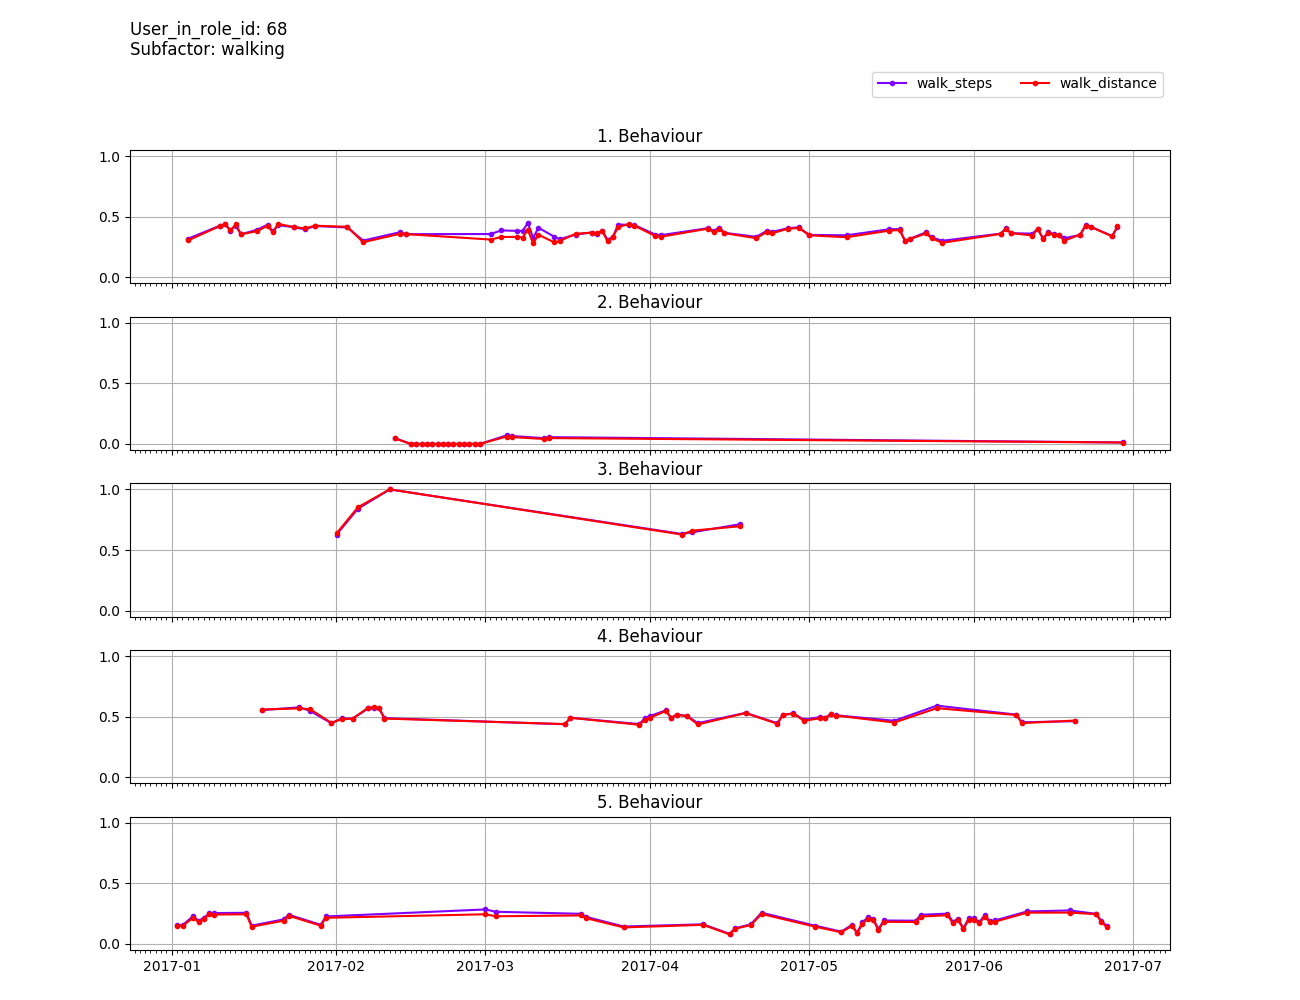 User_in_role_id: 68
Subfactor: walking
walk_steps walk_distance
1. Behaviour
1.0
0.5
0.0
2. Behaviour
1.0
0.5
0.0
3. Behaviour
1.0
0.5
0.0
4. Behaviour
1.0
0.5
0.0
5. Behaviour
1.0
0.5
0.0
2017-01 2017-02 2017-03 2017-04 2017-05 2017-06 2017-07